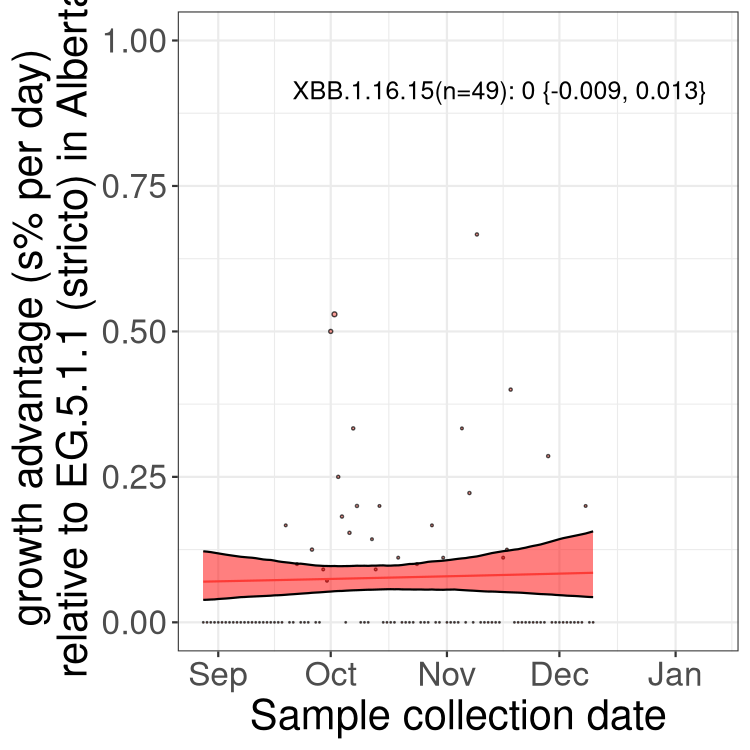 growth advantage (s% per day)
relative to EG.5.1.1 (stricto) in Alberta
1.00
0.75
0.50
0.25
0.00
XBB.1.16.15(n=49): 0 {-0.009, 0.013}
Sep Oct Nov Dec Jan
Sample collection date